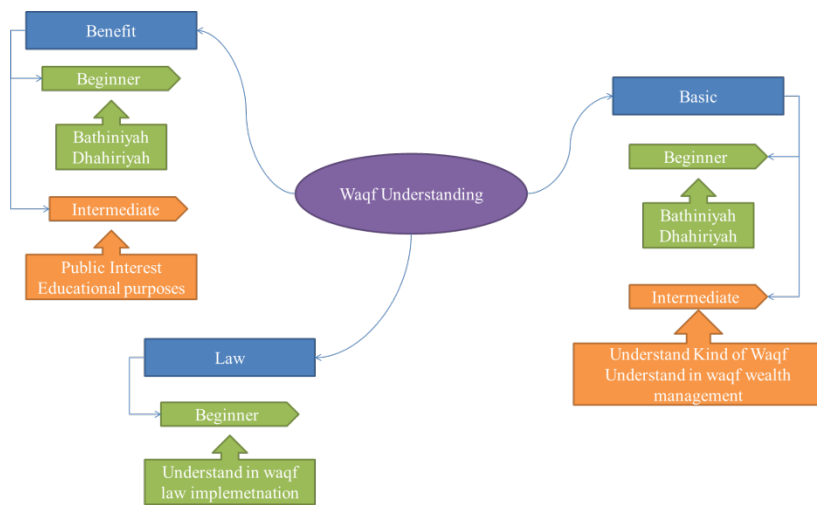 Benefit
Beginner
Bathiniyah
Dhahiriyah
Intermediate
Public Interest
Educational purposes
Waqf Understanding
Basic
Beginner
Bathiniyah
Dhahiriyah
Intermediate
Understand Kind of Waqf
Understand in waqf wealth
management
Law
Beginner
Understand in waqf
law implemetnation